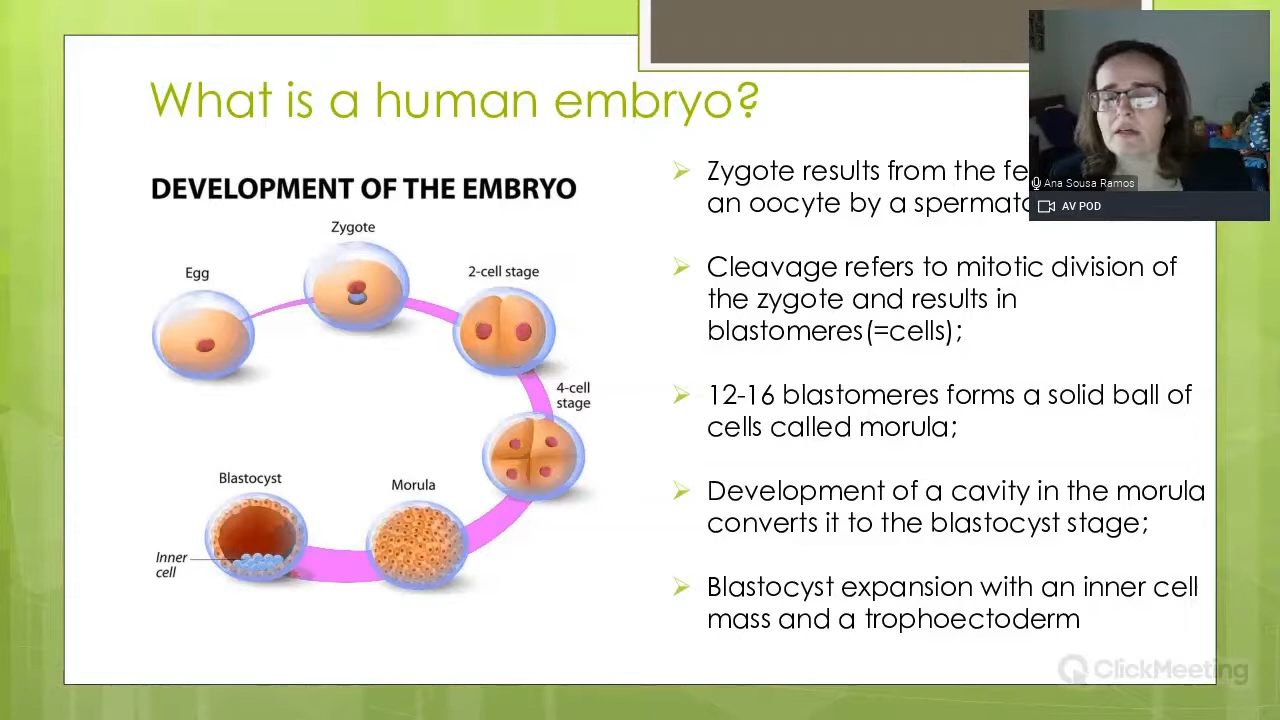 What is a human embryo?
DEVELOPMENT OF THE EMBRYO
Zygote
Egg
2-cell stage
4-cell
stage
Blastocyst
Morula
Inner
cell
Zygote results from the
an oocyte by a
Cleavage refers to mitotic division of
the zygote and results in
blastomeres(=cells);
12-16 blastomeres forms a solid ball of
cells called morula;
Development of a cavity in the morula
converts it to the blastocyst stage;
Blastocyst expansion with an inner cell
mass and a trophoectoderm
Ana Sousa Ramos
AV POD
ClickMeeting